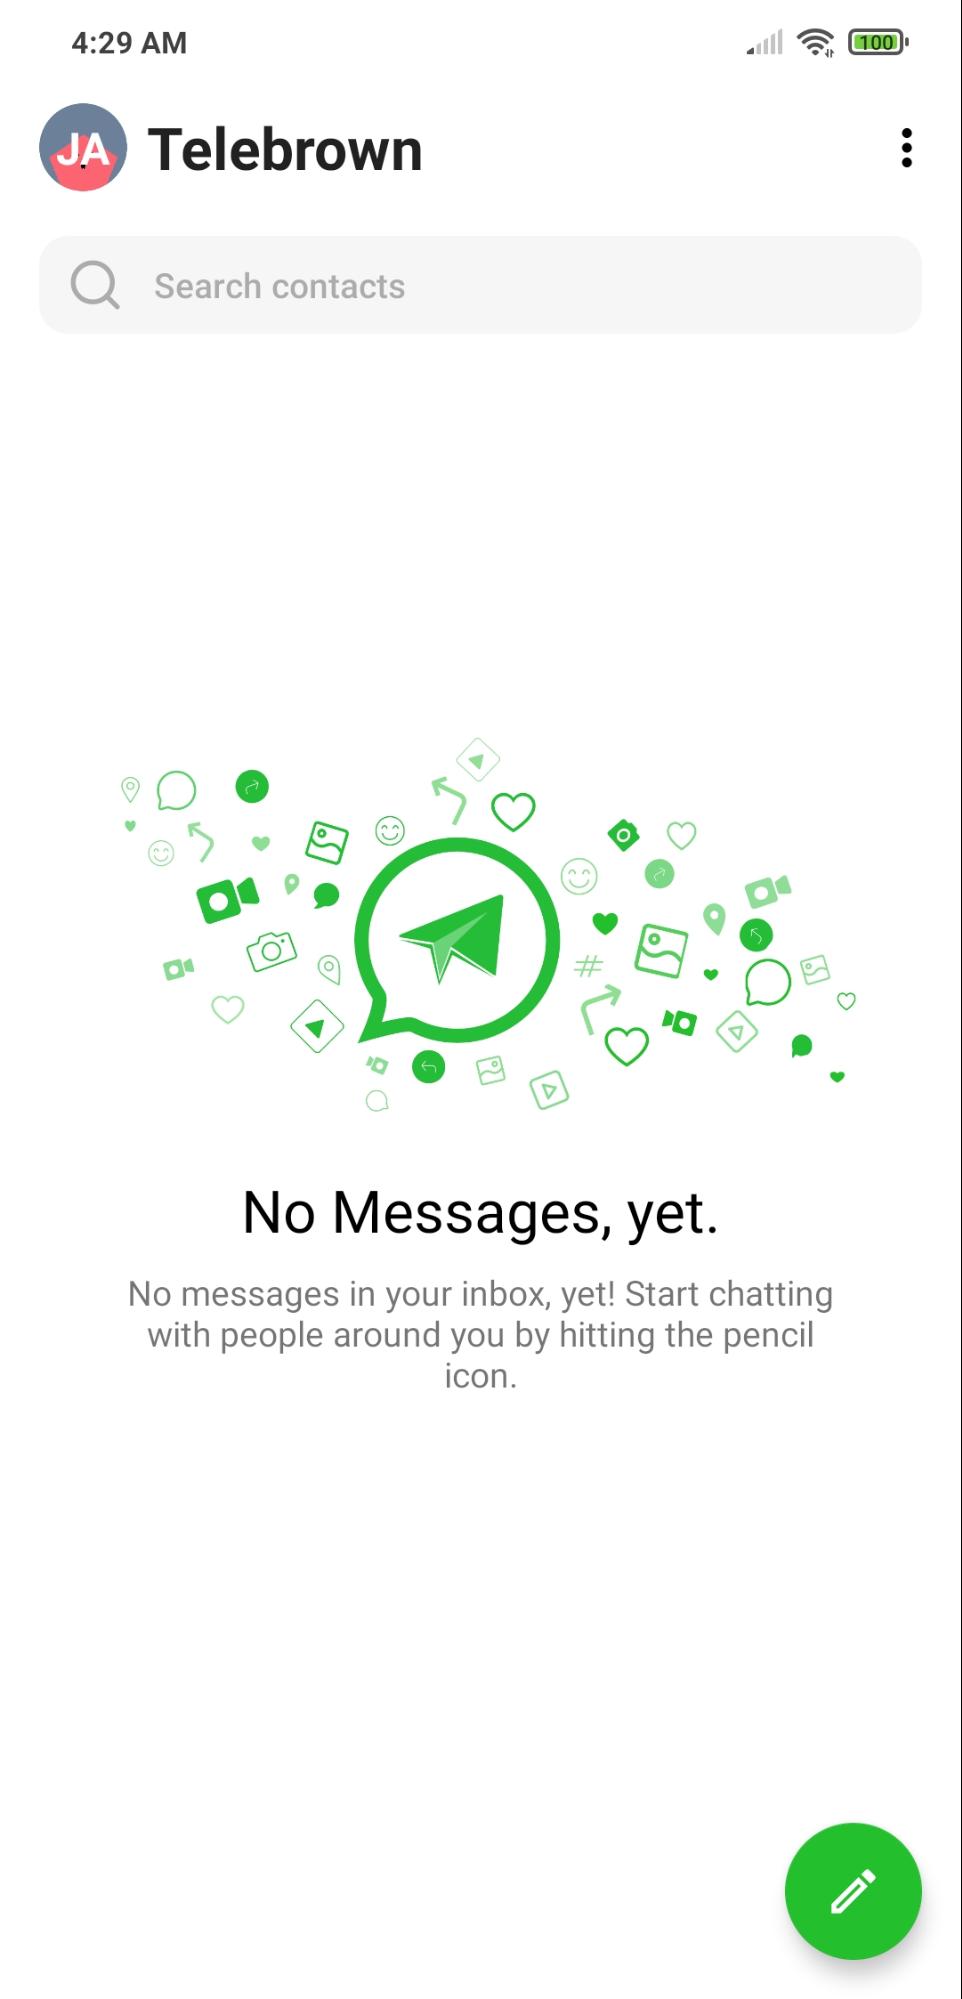 4:29 AM
100
JA
Telebrown
Search contacts
No Messages, yet.
No messages in your inbox, yet! Start chatting
with people around you by hitting the pencil
icon.